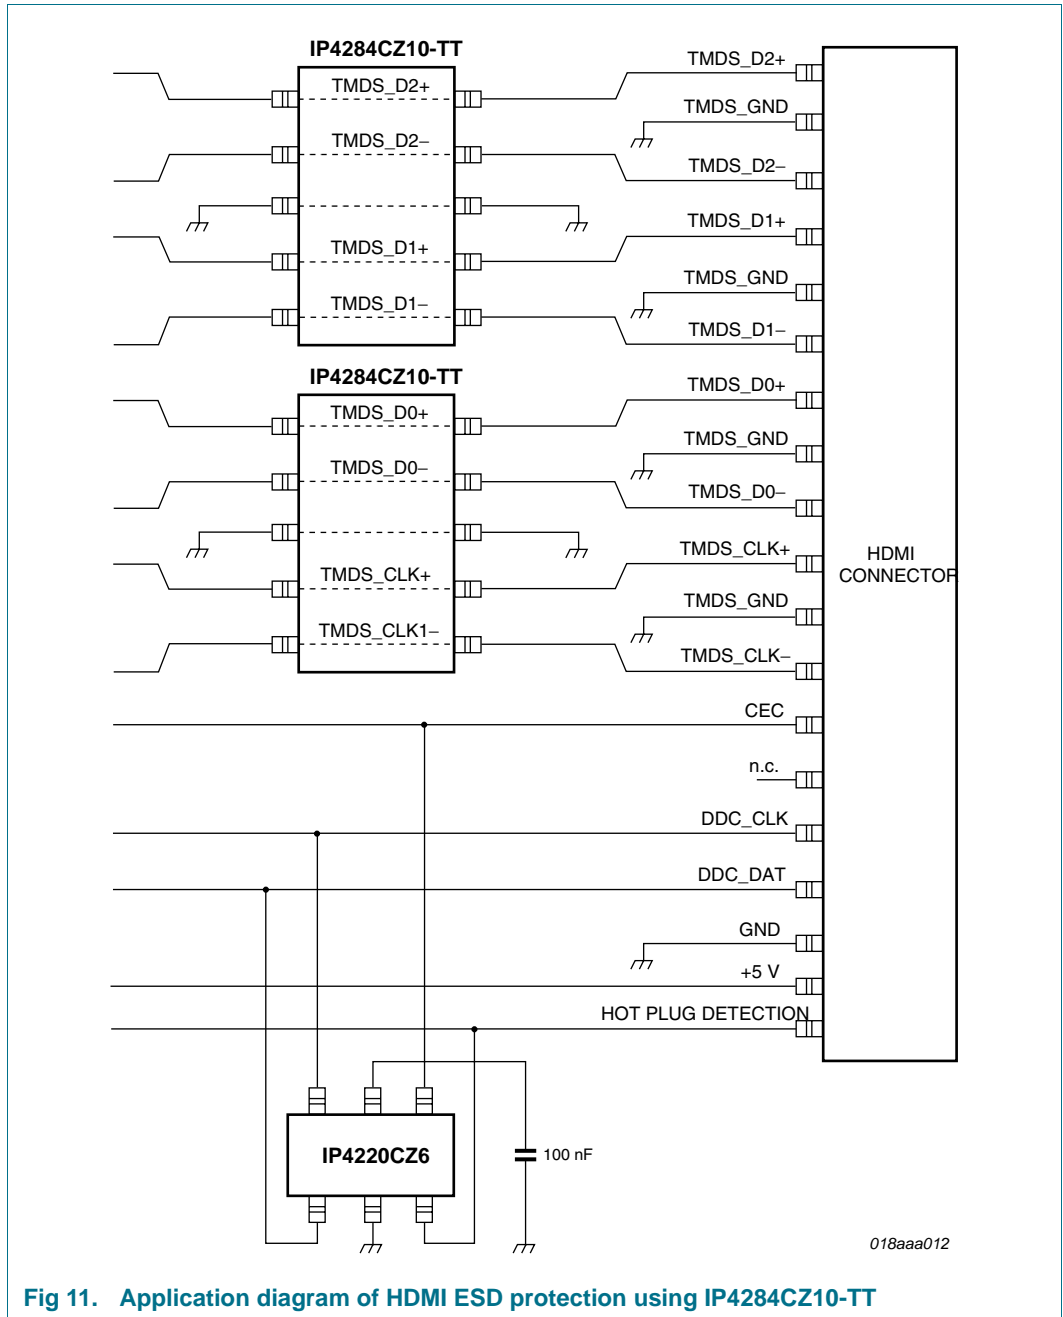 IP4284CZ10-TT
TMDS_D2+
TMDS_D2−
TMDS_D1+
TMDS_D1−
IP4284CZ10-TT
TMDS_D0+
TMDS_D0−
TMDS_CLK+
TMDS_CLK1−
TMDS_D2+
TMDS_GND
TMDS_D2−
TMDS_D1+
TMDS_GND
TMDS_D1−
TMDS_D0+
TMDS_GND
TMDS_D0−
TMDS_CLK+
TMDS_GND
TMDS_CLK−
CEC
n.c.
DDC_CLK
DDC_DAT
GND
+5 V
HOT PLUG DETECTION
HDMI
CONNECTOR
IP4220CZ6
100 nF
018aaa012
Fig 11. Application diagram of HDMI ESD protection using IP4284CZ10-TT